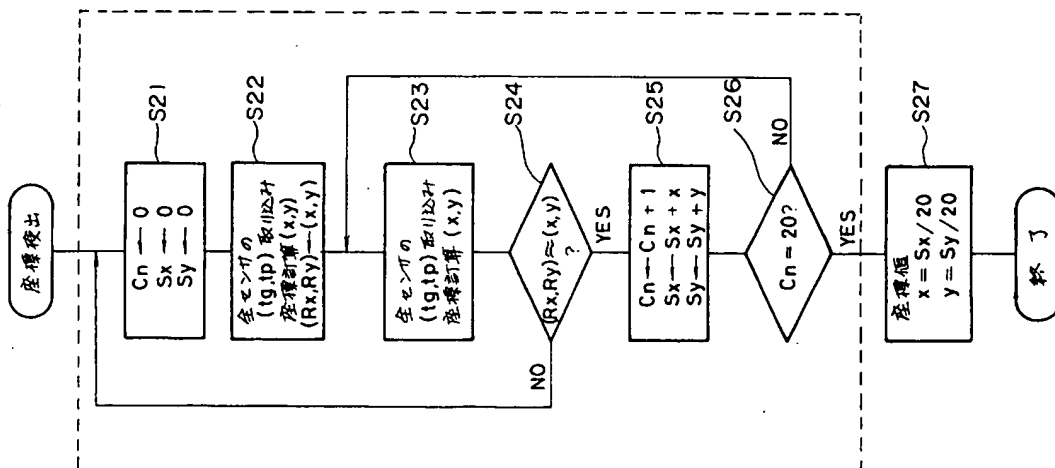 座標検出
S21
Cn ← 0
Sx ← 0
Sy ← 0
S22
全センサの
(tg,tp)取り込み
座標計算(x,y)
(Rx,Ry)←(x,y)
S23
全センサの
(tg,tp)取り込み
座標計算(x,y)
S24
(Rx,Ry)≈(x,y)
?
NO
YES
S25
Cn ← Cn + 1
Sx ← Sx + x
Sy ← Sy + y
S26
Cn = 20?
NO
YES
S27
座標値
x = Sx/20
y = Sy/20
終了